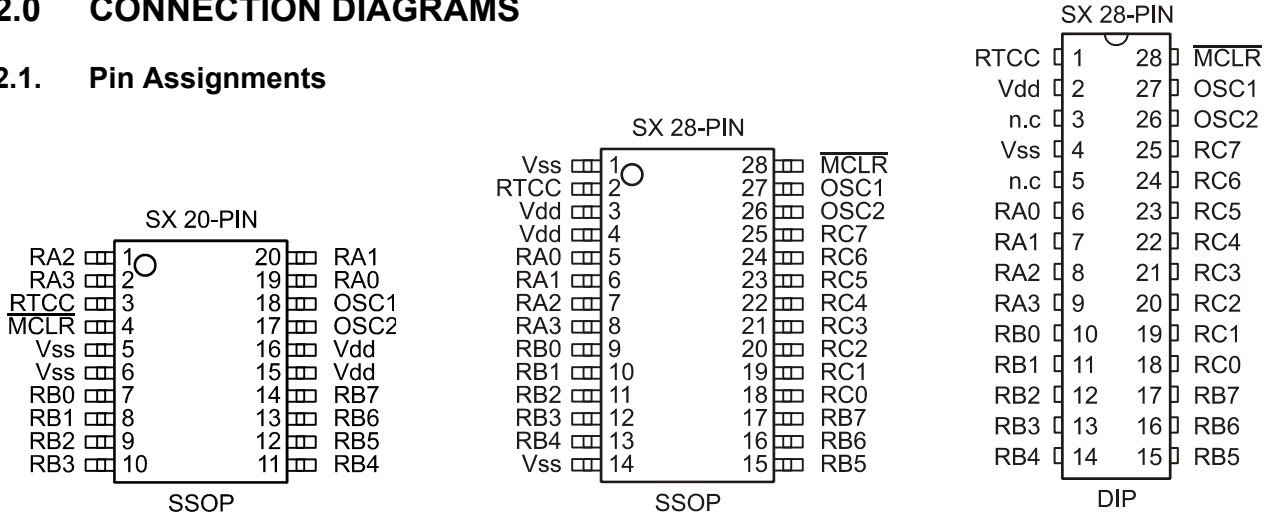 2.0 CONNECTION DIAGRAMS
2.1. Pin Assignments
SX 20-PIN
RA2 1 20 RA1
RA3 2 19 RA0
RTCC 3 18 OSC1
MCLR 4 17 OSC2
Vss 5 16 Vdd
Vss 6 15 Vdd
RB0 7 14 RB7
RB1 8 13 RB6
RB2 9 12 RB5
RB3 10 11 RB4
SSOP
SX 28-PIN
Vss 1 28 MCLR
RTCC 2 27 OSC1
Vdd 3 26 OSC2
Vdd 4 25 RC7
RA0 5 24 RC6
RA1 6 23 RC5
RA2 7 22 RC4
RA3 8 21 RC3
RB0 9 20 RC2
RB1 10 19 RC1
RB2 11 18 RC0
RB3 12 17 RB7
RB4 13 16 RB6
Vss 14 15 RB5
SSOP
SX 28-PIN
RTCC 1 28 MCLR
Vdd 2 27 OSC1
n.c 3 26 OSC2
Vss 4 25 RC7
n.c 5 24 RC6
RA0 6 23 RC5
RA1 7 22 RC4
RA2 8 21 RC3
RA3 9 20 RC2
RB0 10 19 RC1
RB1 11 18 RC0
RB2 12 17 RB7
RB3 13 16 RB6
RB4 14 15 RB5
DIP